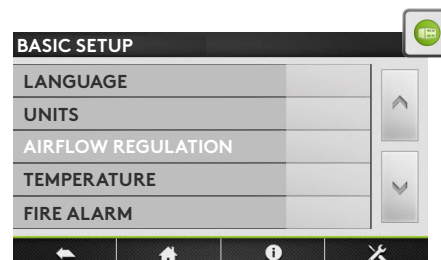 BASIC SETUP
LANGUAGE
UNITS
AIRFLOW REGULATION
TEMPERATURE
FIRE ALARM